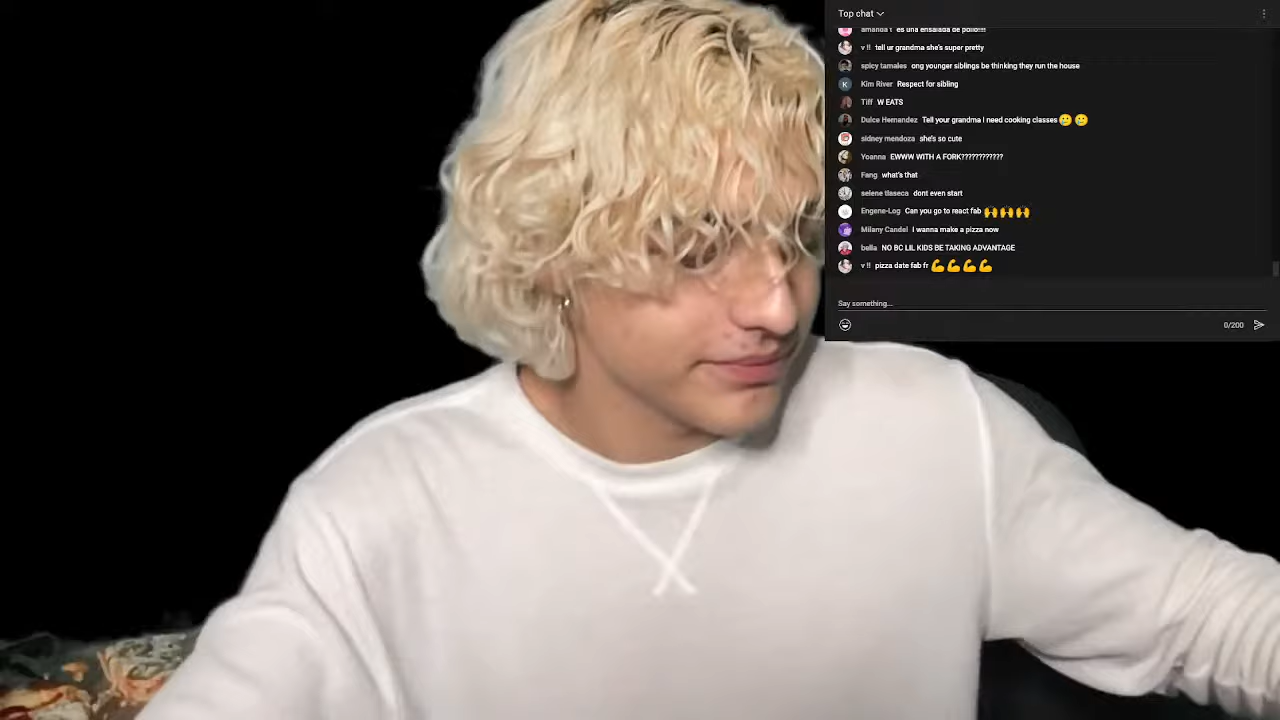 Top chat
amanda t es una ensalada de pollo!!!!
v !! tell ur grandma she's super pretty
spicy tamales ong younger siblings be thinking they run the house
K Kim River Respect for sibling
Tiff W EATS
Dulce Hernandez Tell your grandma I need cooking classes
sidney mendoza she's so cute
Yoanna EWWW WITH A FORK????????????
Fang what's that
selene tlaseca dont even start
Engene-Log Can you go to react fab
Milany Candel I wanna make a pizza now
bella NO BC LIL KIDS BE TAKING ADVANTAGE
v !! pizza date fab fr
Say something...
0/200